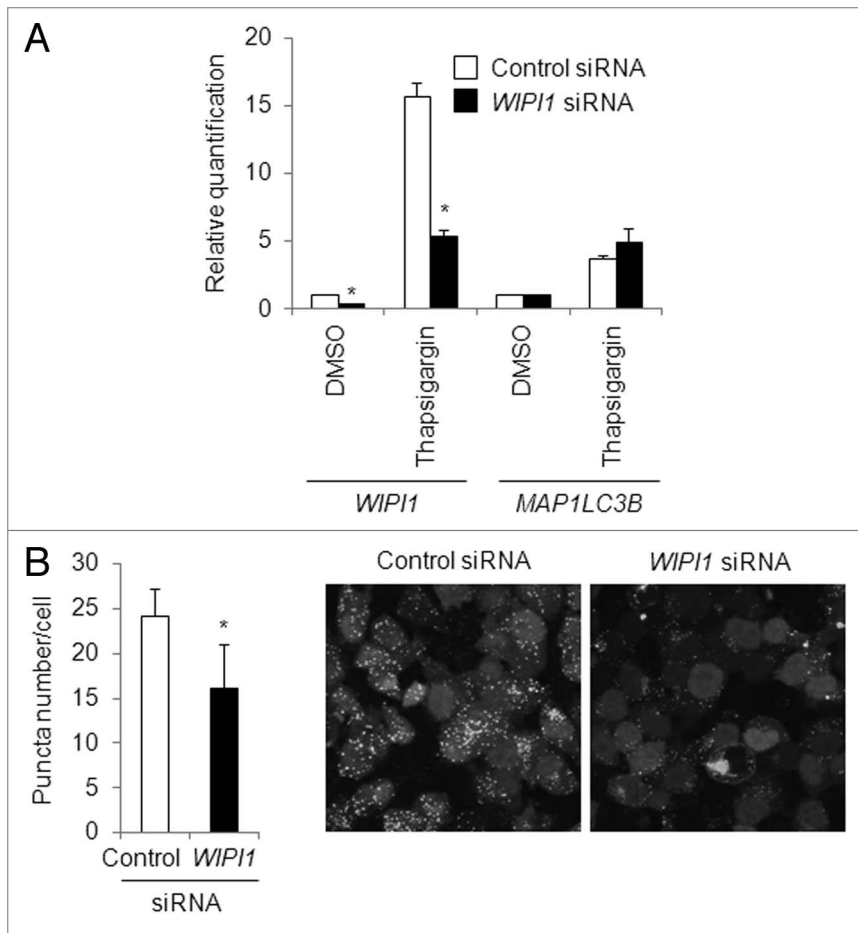 A
Relative quantification
20
15
10
5
0
Control siRNA
WIPI1 siRNA
*
*
DMSO
Thapsigargin
DMSO
Thapsigargin
WIPI1
MAP1LC3B
B
Puncta number/cell
30
25
20
15
10
5
0
*
Control WIPI1
siRNA
Control siRNA
WIPI1 siRNA